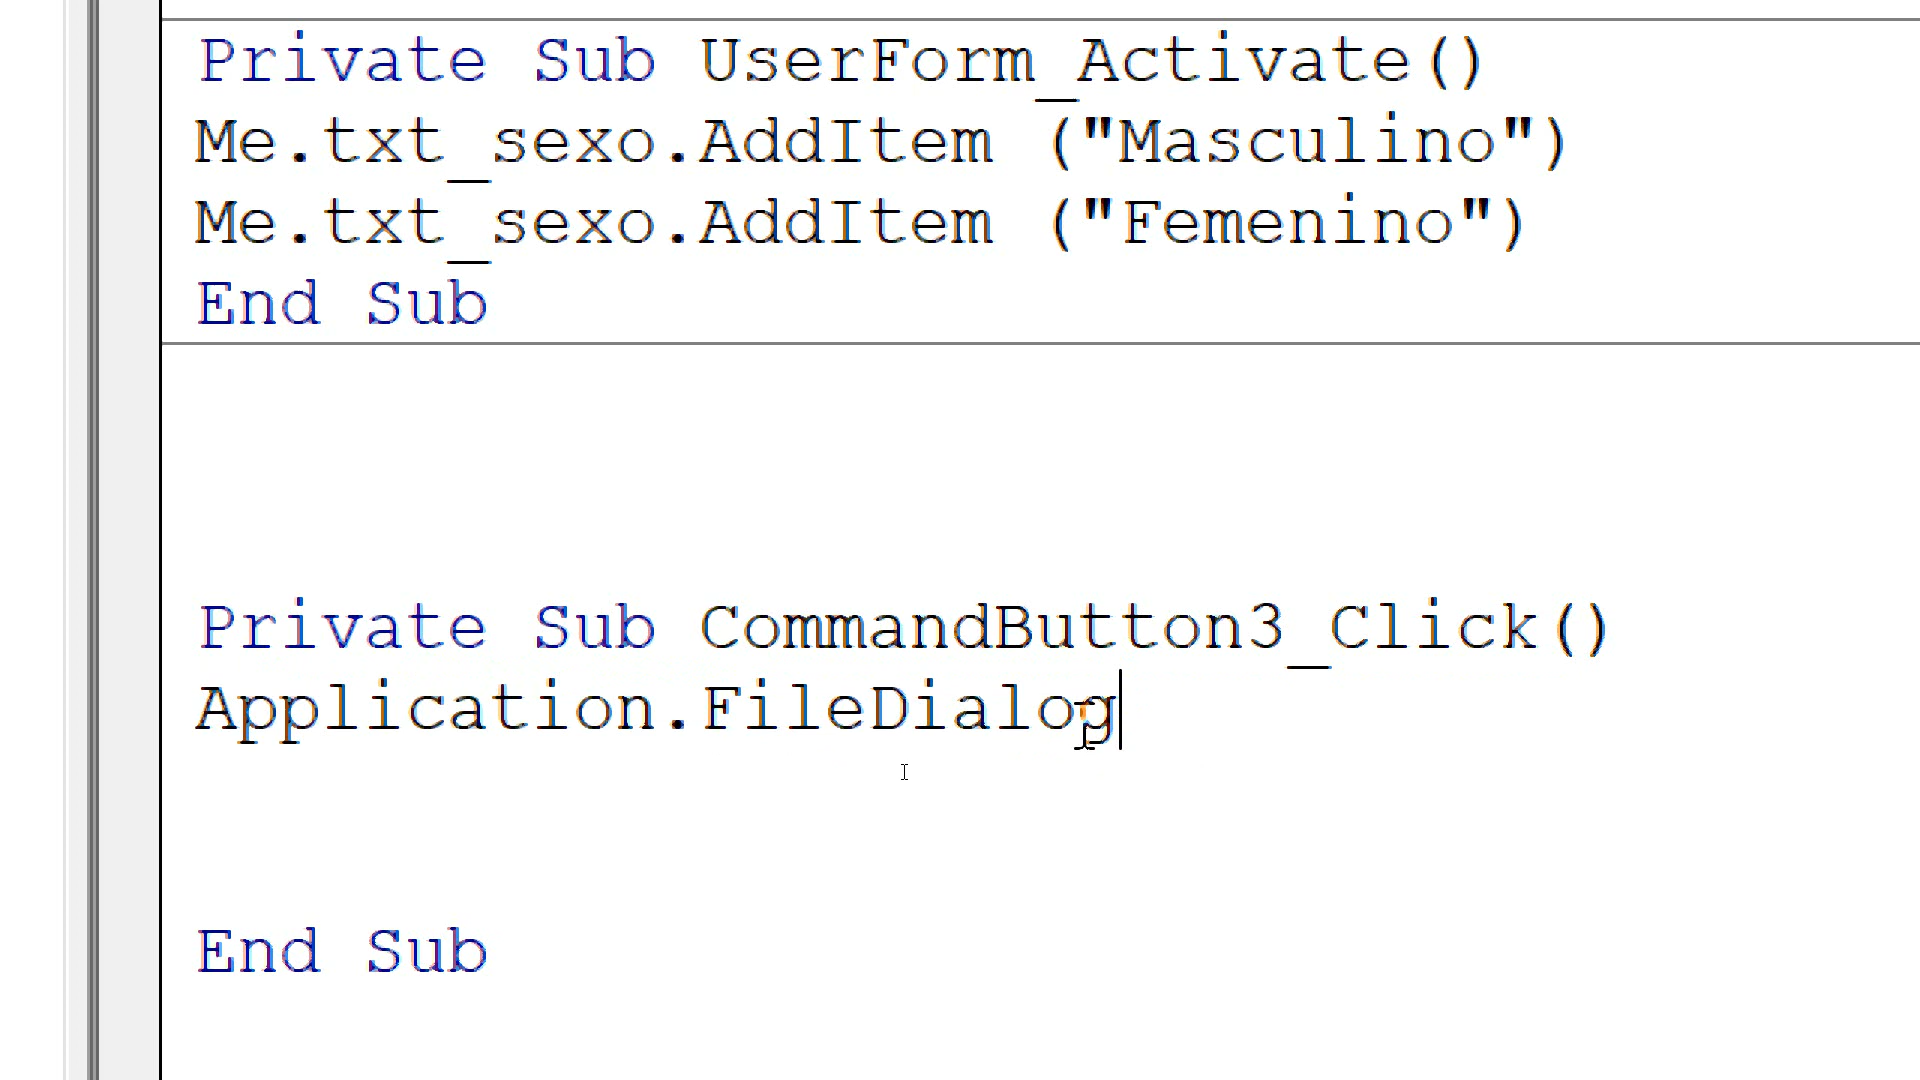 Private Sub UserForm_Activate()
Me.txt_sexo.AddItem ("Masculino")
Me.txt_sexo.AddItem ("Femenino")
End Sub
Private Sub CommandButton3_Click()
Application.FileDialog
End Sub